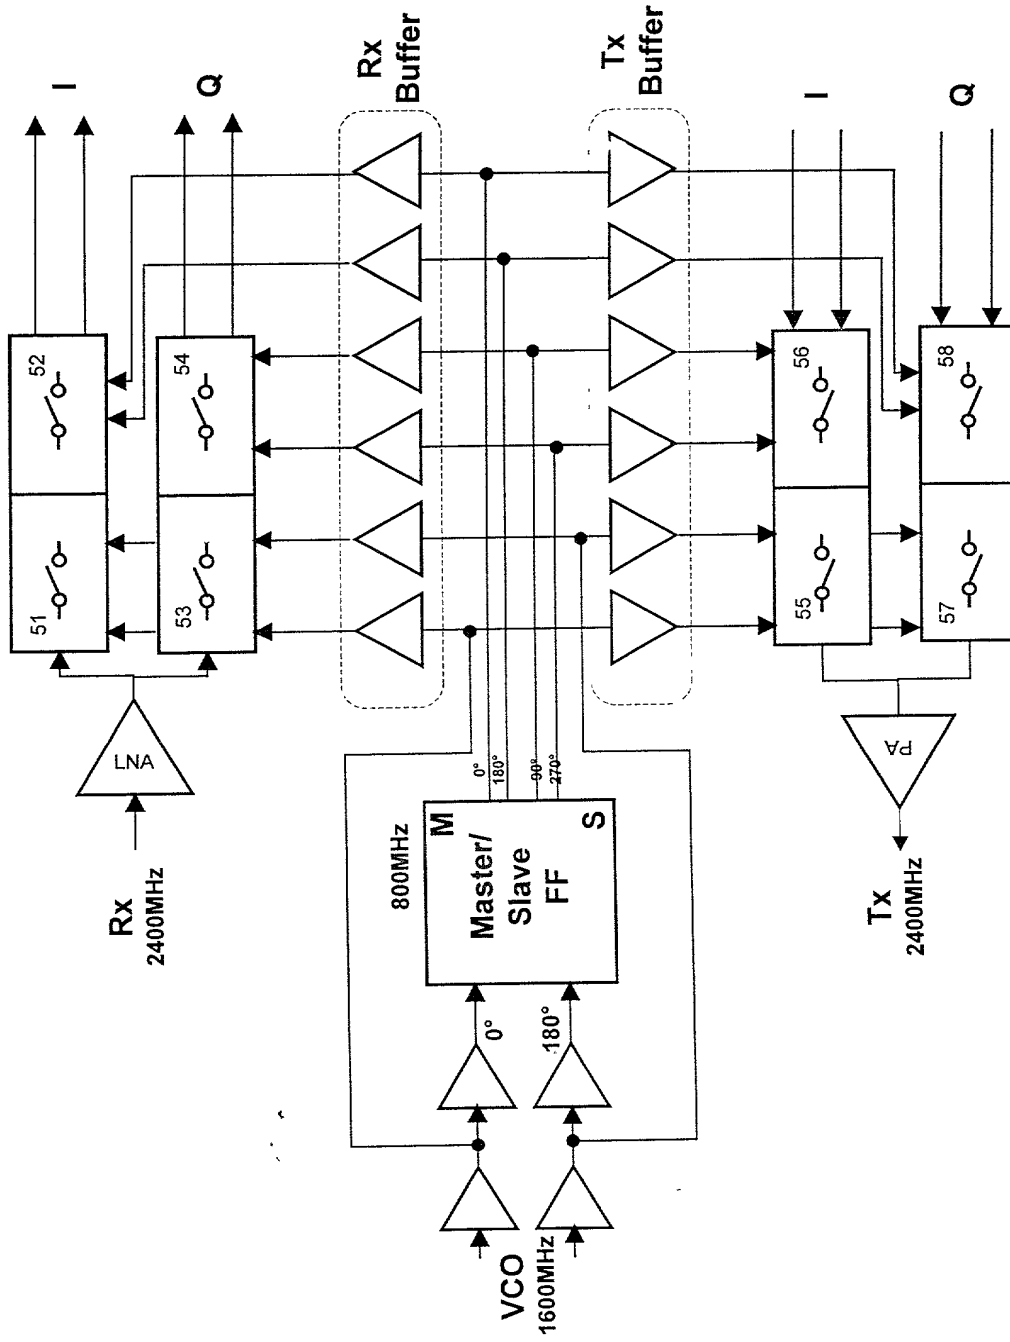 I
Q
Rx
Buffer
Tx
Buffer
I
Q
52
54
56
58
51
53
55
57
LNA
PA
0°
180°
90°
270°
Rx
2400MHz
800MHz
M
Master/
Slave
FF
S
Tx
2400MHz
0°
180°
VCO
1600MHz